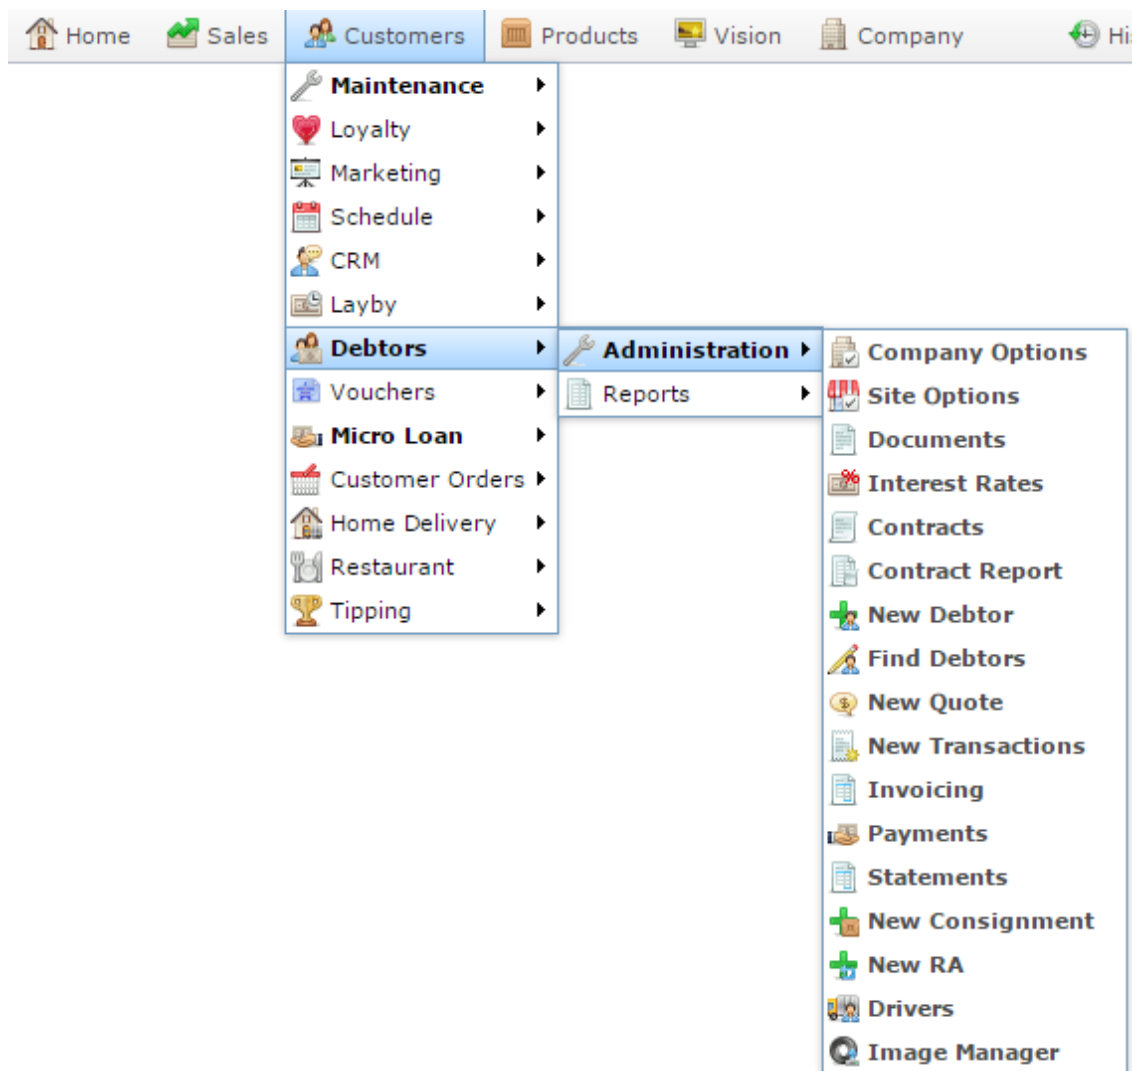 Home Sales Customers Products Vision Company
Maintenance
Loyalty
Marketing
Schedule
CRM
Layby
Debtors
Vouchers
Micro Loan
Customer Orders
Home Delivery
Restaurant
Tipping
Administration
Reports
Company Options
Site Options
Documents
Interest Rates
Contracts
Contract Report
New Debtor
Find Debtors
New Quote
New Transactions
Invoicing
Payments
Statements
New Consignment
New RA
Drivers
Image Manager